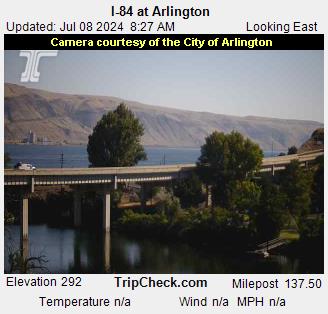 I-84 at Arlington
Updated: Jul 08 2024 8:27 AM Looking East
Camera courtesy of the City of Arlington
Elevation 292 TripCheck.com Milepost 137.50
Temperature n/a Wind n/a MPH n/a